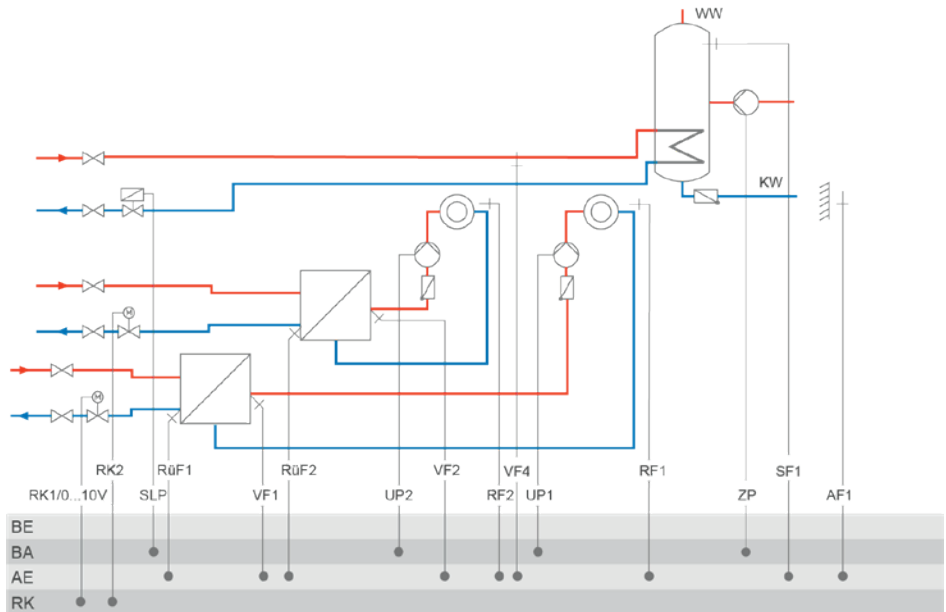 WW
KW
M
M
RK2 RüF1 RüF2 VF2 VF4 RF1 SF1
RK1/0...10V SLP VF1 UP2 RF2 UP1 ZP AF1
BE
BA
AE
RK